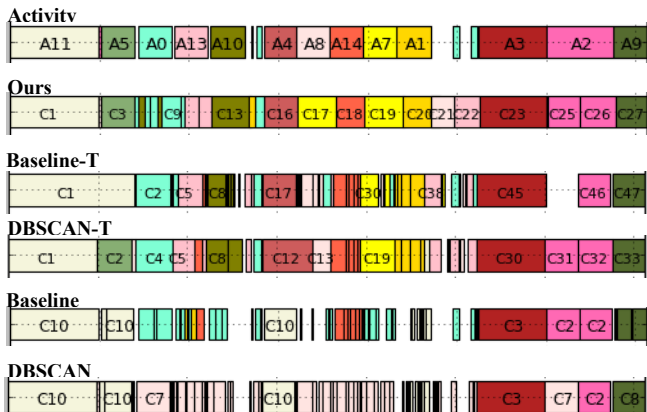 Activity
A11 A5 A0 A13 A10 A4 A8 A14 A7 A1 A3 A2 A9
Ours
C1 C3 C9 C13 C16 C17 C18 C19 C20 C21 C22 C23 C25 C26 C27
Baseline-T
C1 C2 C5 C8 C17 C30 C38 C45 C46 C47
DBSCAN-T
C1 C2 C4 C5 C8 C12 C13 C19 C30 C31 C32 C33
Baseline
C10 C10 C10 C3 C2 C2
DBSCAN
C10 C10 C7 C10 C3 C7 C2 C8